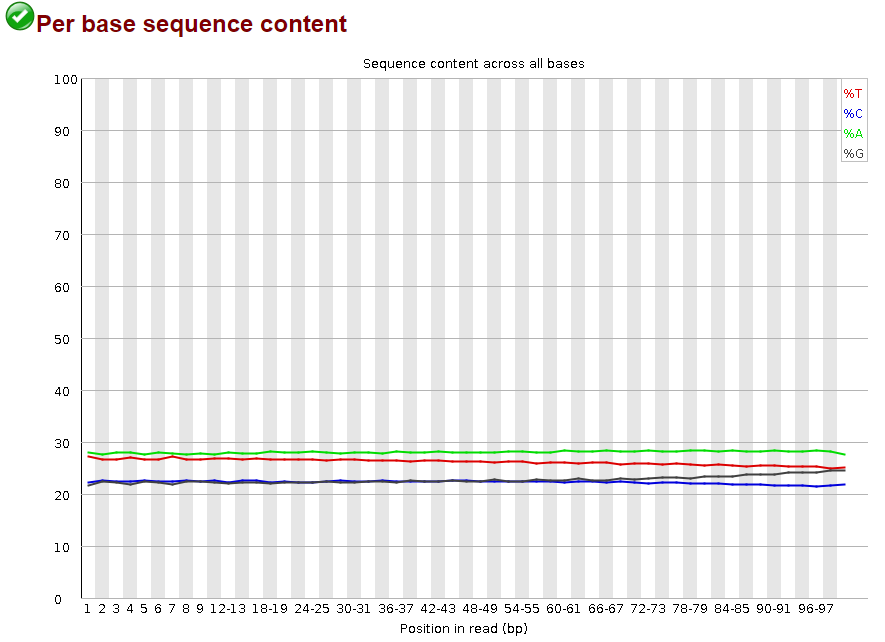 Per base sequence content
Sequence content across all bases
%T
%C
%A
%G
100
90
80
70
60
50
40
30
20
10
0
1 2 3 4 5 6 7 8 9 12-13 18-19 24-25 30-31 36-37 42-43 48-49 54-55 60-61 66-67 72-73 78-79 84-85 90-91 96-97
Position in read (bp)